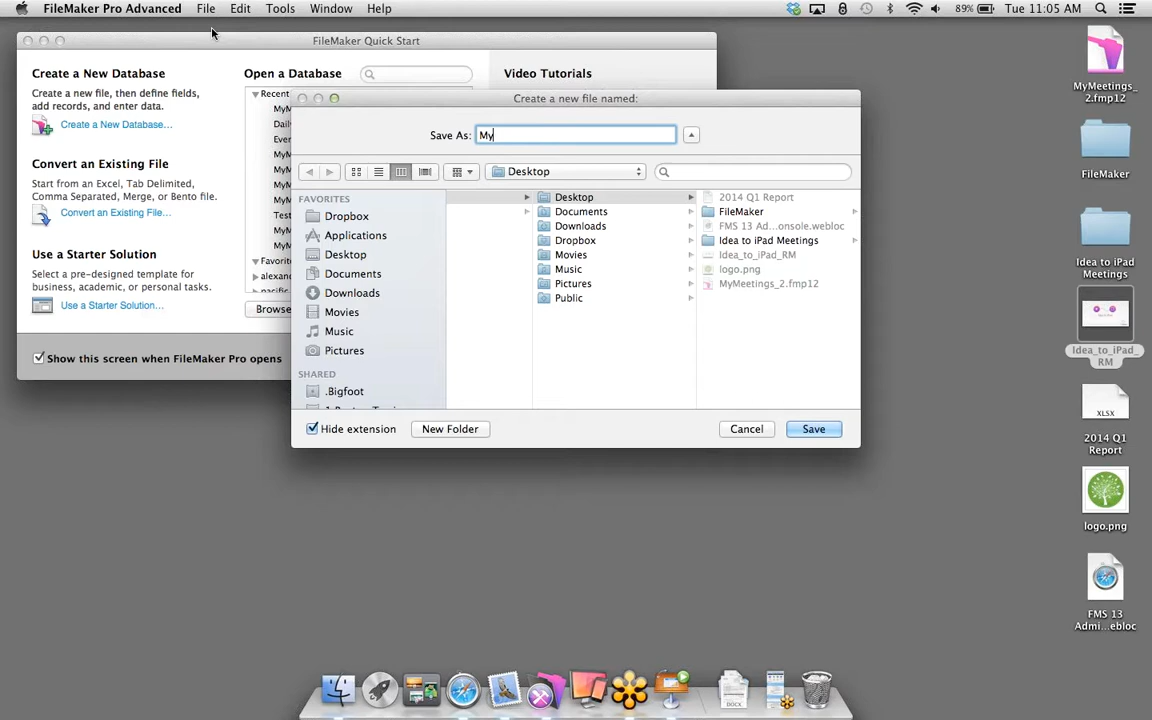 FileMaker Pro Advanced File Edit Tools Window Help
89% Tue 11:05 AM
FileMaker Quick Start
Create a New Database
Create a new file, then define fields,
add records, and enter data.
Create a New Database...
Convert an Existing File
Start from an Excel, Tab Delimited,
Comma Separated, Merge, or Bento file.
Convert an Existing File...
Use a Starter Solution
Select a pre-designed template for
business, academic, or personal tasks.
Use a Starter Solution...
Show this screen when FileMaker Pro opens
Open a Database
Recent
Favorite
Browse
Video Tutorials
Create a new file named:
Save As: My
Desktop
FAVORITES
Dropbox
Applications
Desktop
Documents
Downloads
Movies
Music
Pictures
SHARED
.Bigfoot
Desktop
Documents
Downloads
Dropbox
Movies
Music
Pictures
Public
2014 Q1 Report
FileMaker
FMS 13 Ad...onsole.webloc
Idea to iPad Meetings
Idea_to_iPad_RM
logo.png
MyMeetings_2.fmp12
Hide extension
New Folder
Cancel
Save
MyMeetings_
2.fmp12
FileMaker
Idea to iPad
Meetings
Idea_to_iPad_
RM
XLSX
2014 Q1
Report
logo.png
FMS 13
Admi...ebloc
DOCX